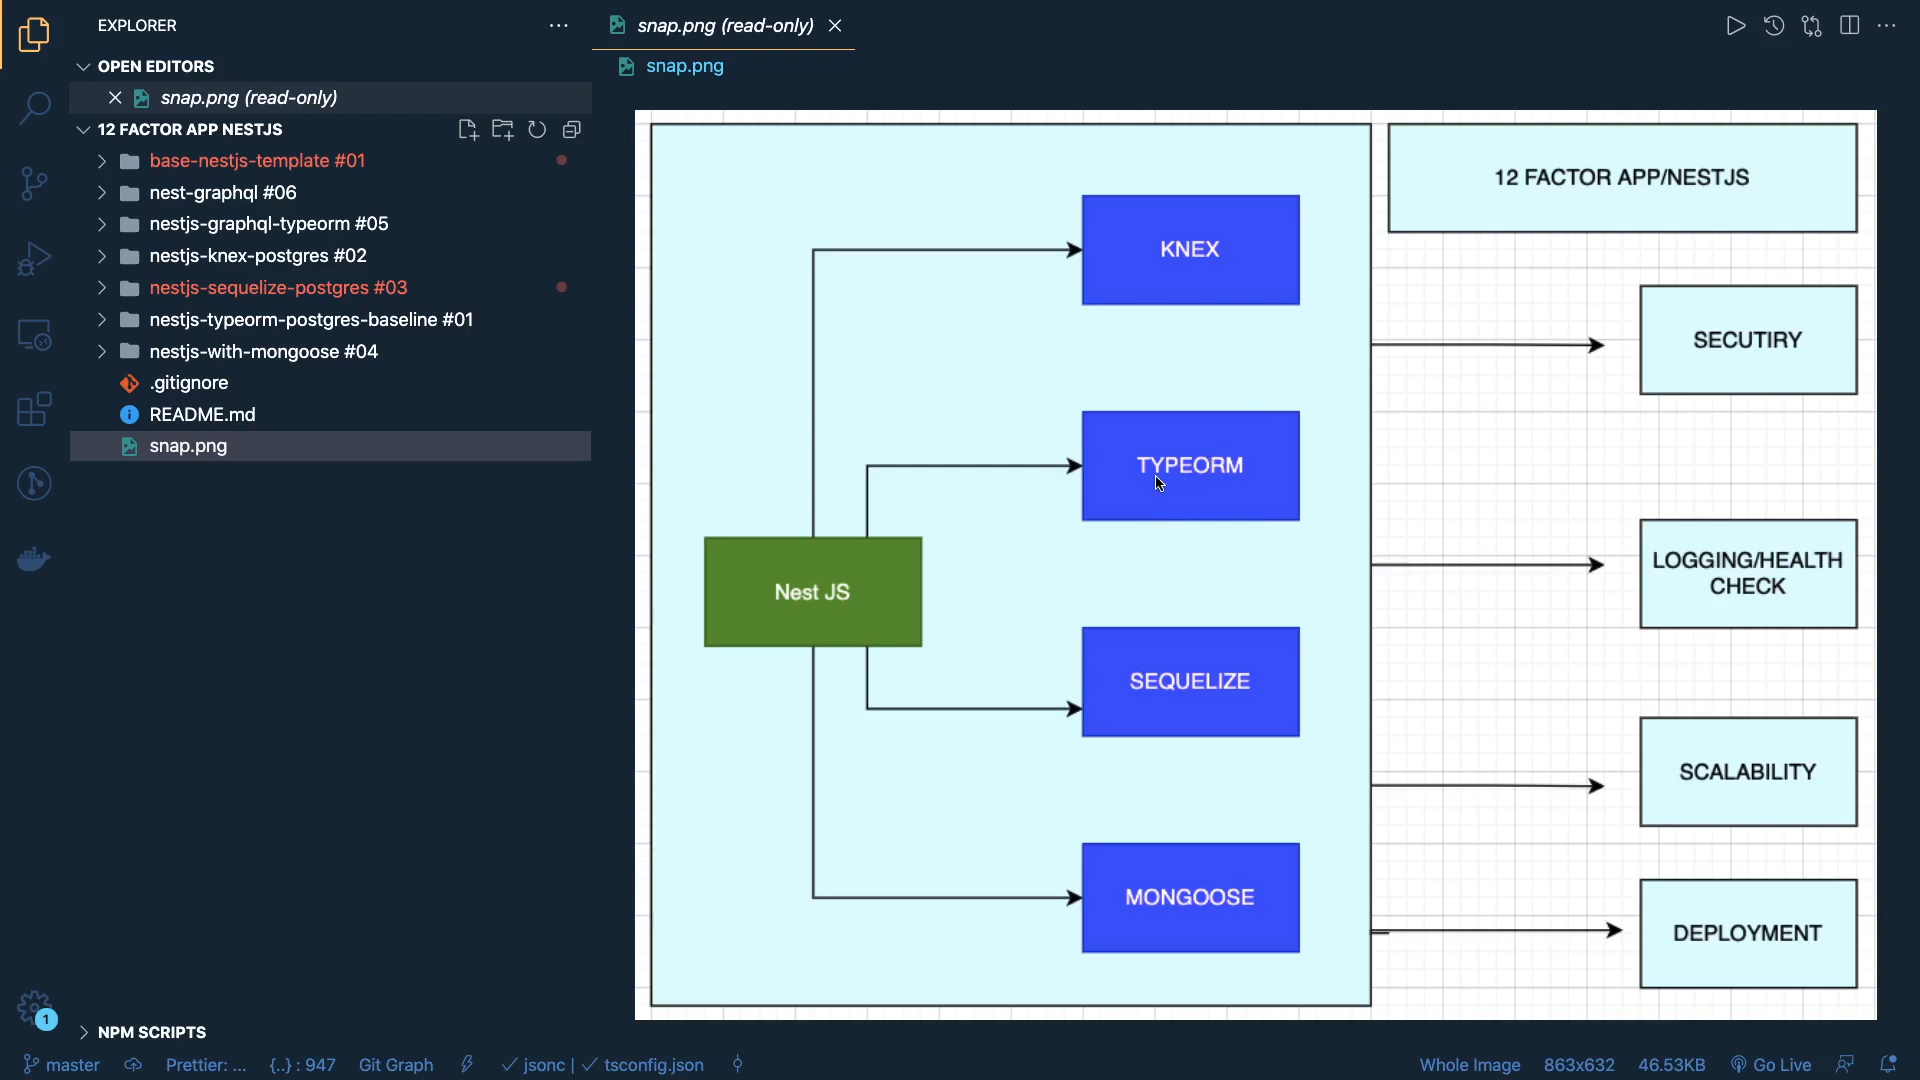 EXPLORER
OPEN EDITORS
snap.png (read-only)
12 FACTOR APP NESTJS
base-nestjs-template #01
nest-graphql #06
nestjs-graphql-typeorm #05
nestjs-knex-postgres #02
nestjs-sequelize-postgres #03
nestjs-typeorm-postgres-baseline #01
nestjs-with-mongoose #04
.gitignore
README.md
snap.png
NPM SCRIPTS
snap.png (read-only)
snap.png
KNEX
TYPEORM
Nest JS
SEQUELIZE
MONGOOSE
12 FACTOR APP/NESTJS
SECUTIRY
LOGGING/HEALTH
CHECK
SCALABILITY
DEPLOYMENT
1
master Prettier: ... {..} : 947 Git Graph jsonc | tsconfig.json Whole Image 863x632 46.53KB Go Live